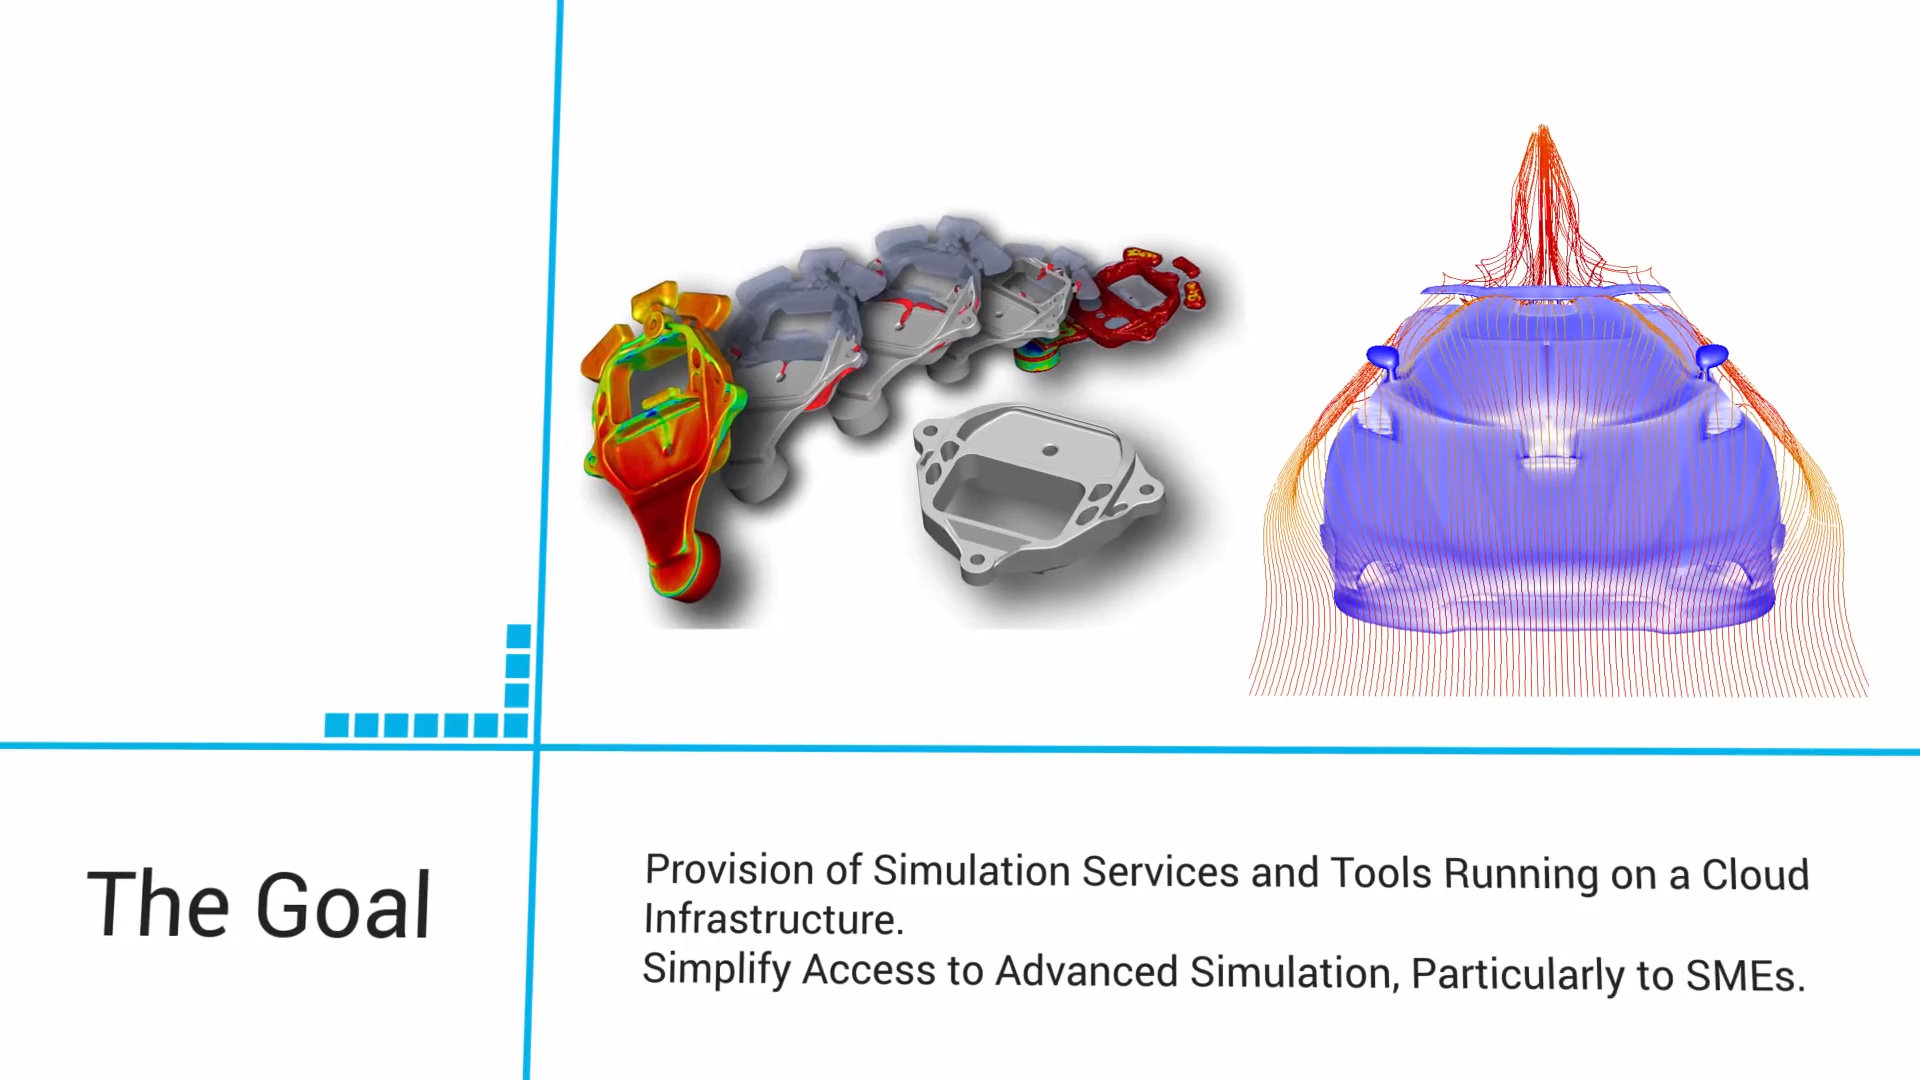 The Goal
Provision of Simulation Services and Tools Running on a Cloud
Infrastructure.
Simplify Access to Advanced Simulation, Particularly to SMEs.